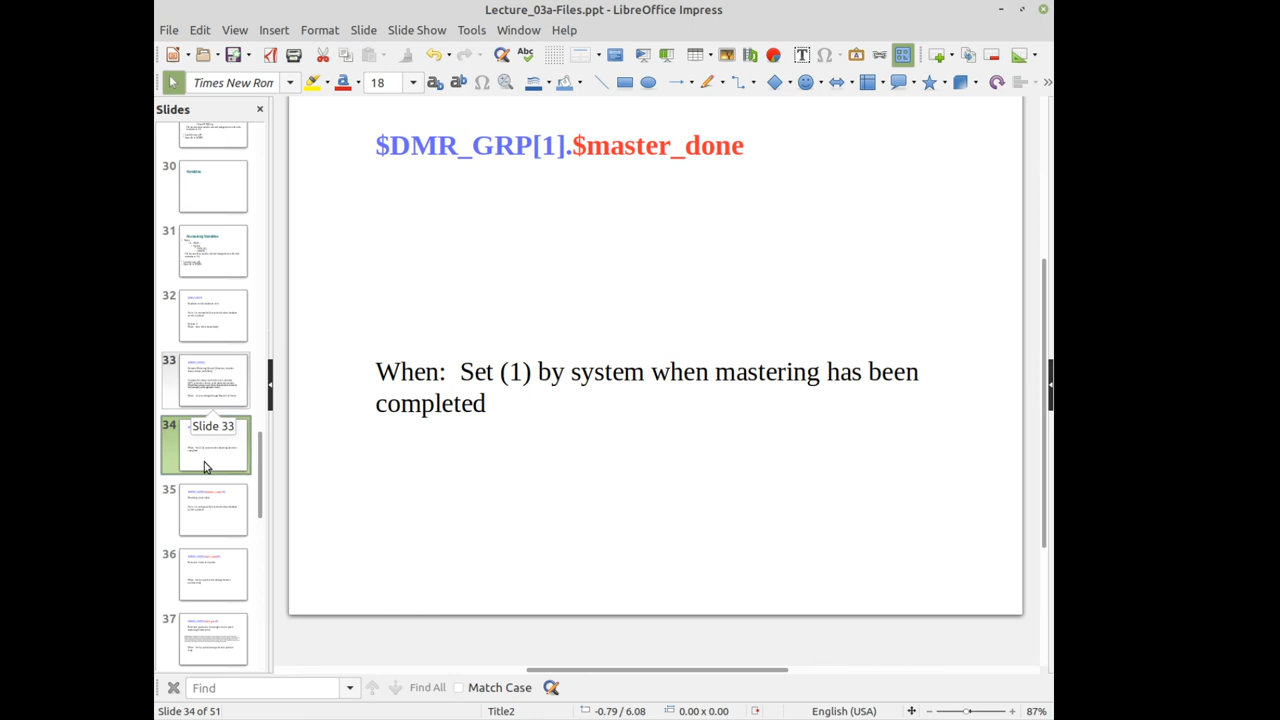 Lecture_03a-Files.ppt - LibreOffice Impress
File Edit View Insert Format Slide Slide Show Tools Window Help
Times New Ron 18
Slides
30
Variables
31
32
33
34
Slide 33
35
36
37
$DMR_GRP[1].$master_done
When: Set (1) by system when mastering has been
completed
Find Find All Match Case
Slide 34 of 51 Title2 -0.79 / 6.08 0.00 x 0.00 English (USA) 87%